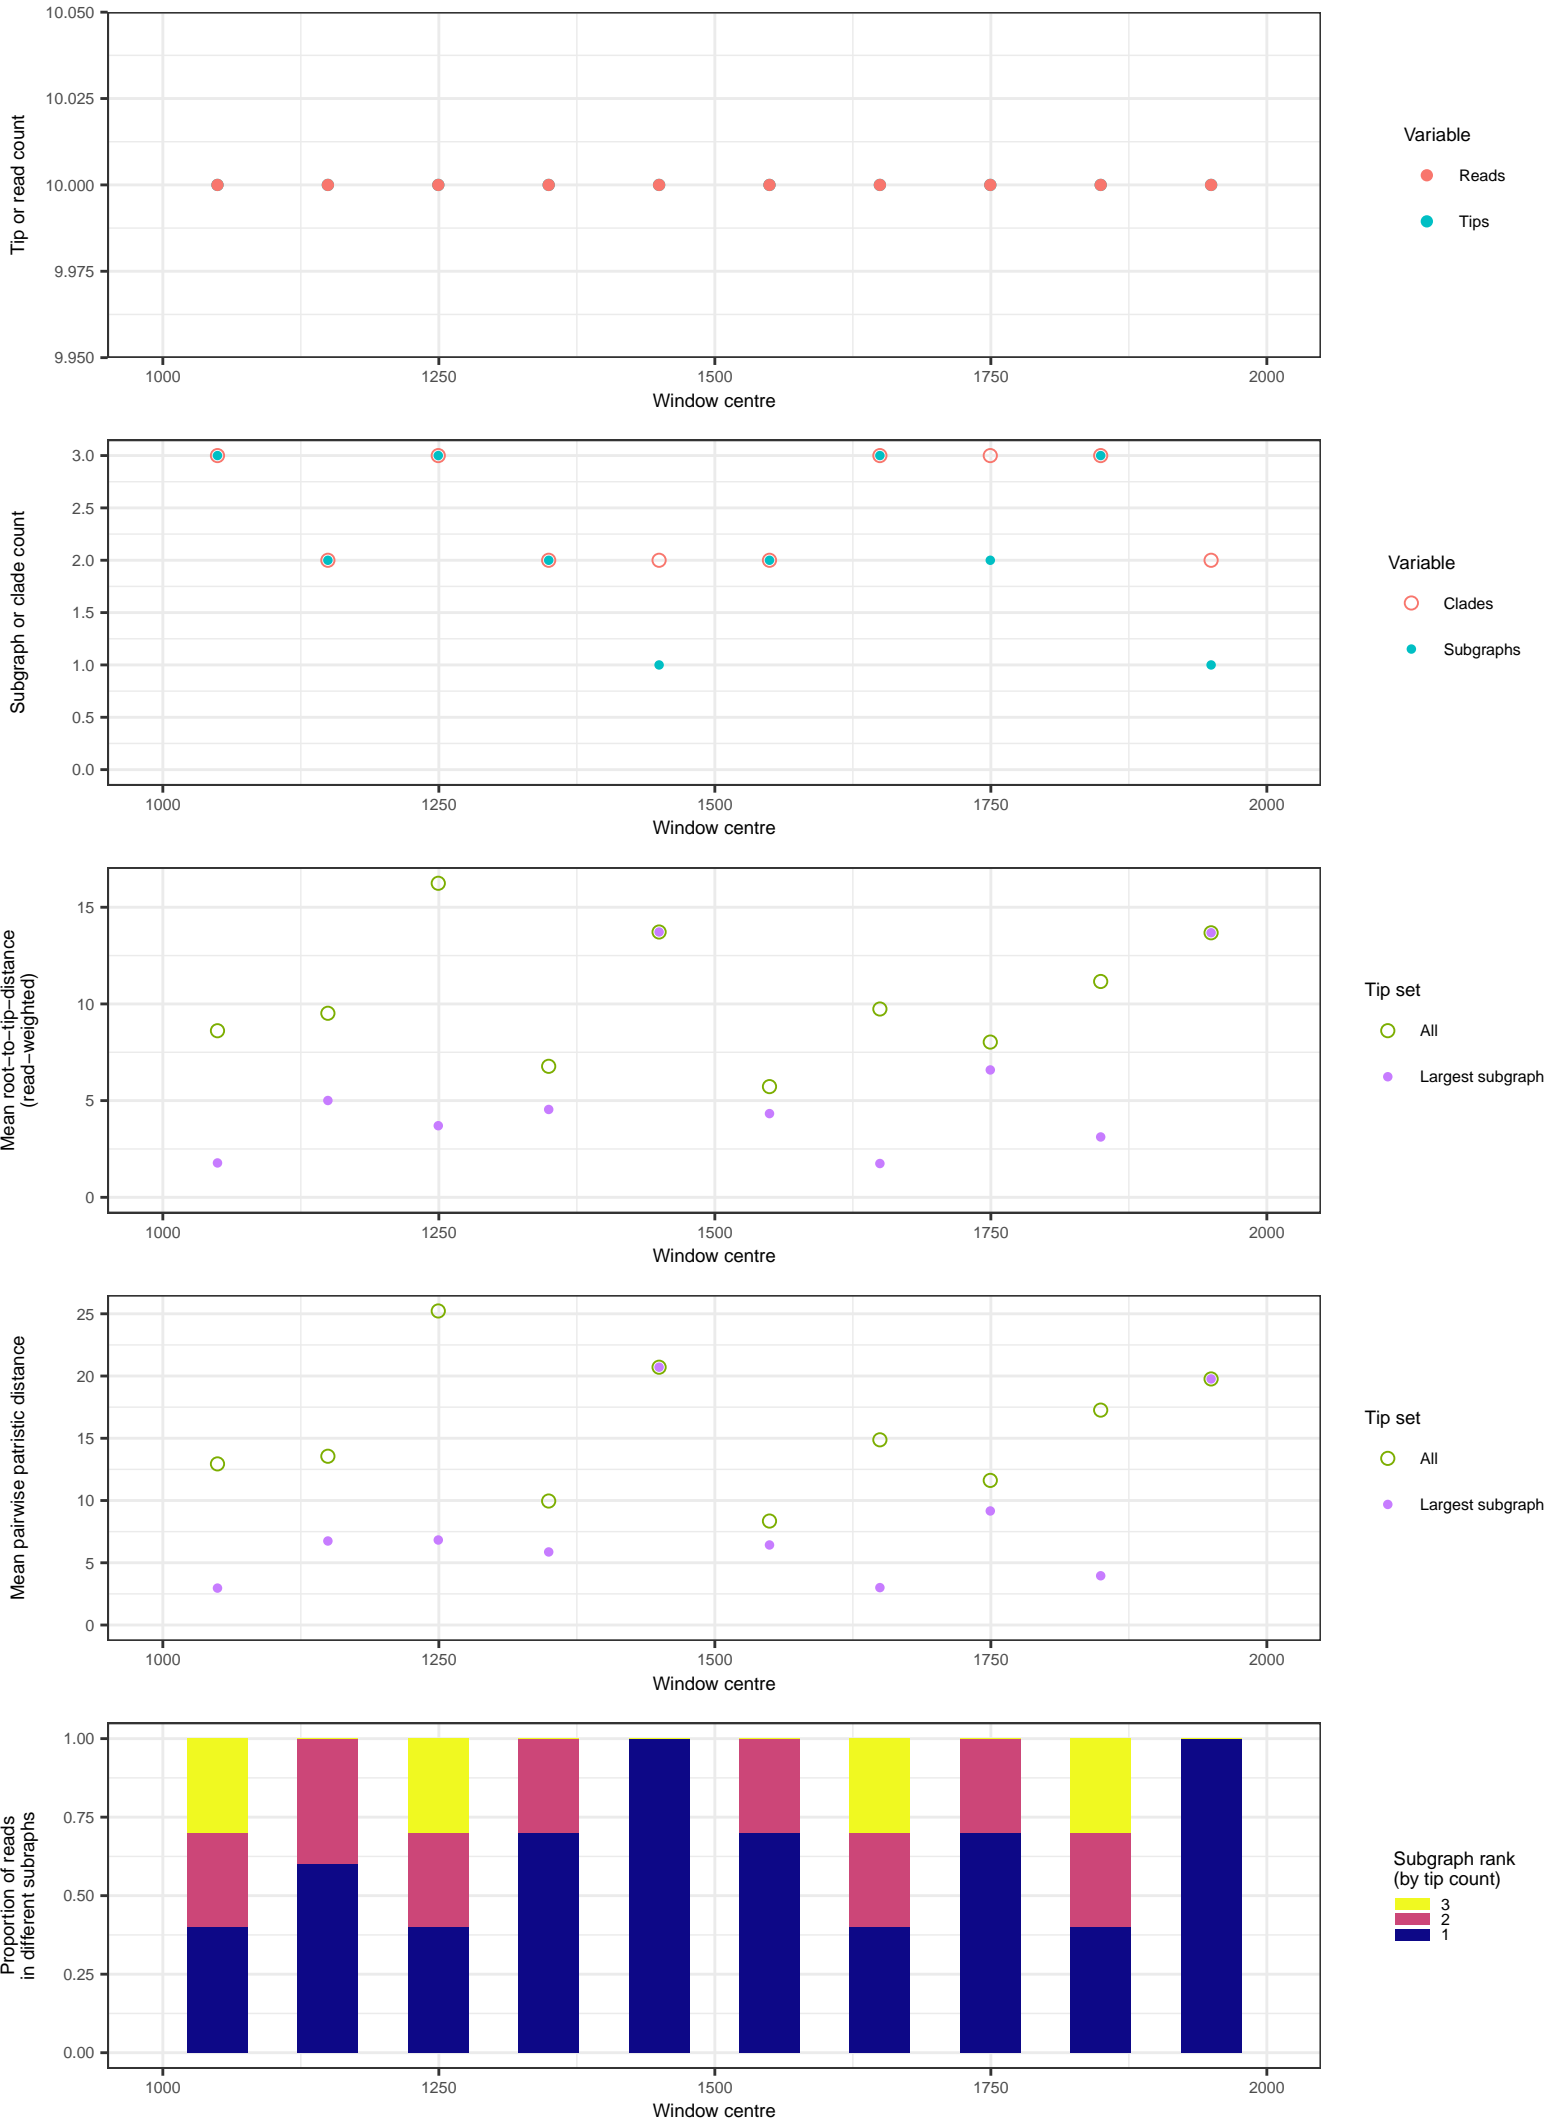 10.050
10.025
10.000
9.975
9.950
Tip or read count
1000 1250 1500 1750 2000
Window centre
Variable
Reads
Tips
3.0
2.5
2.0
1.5
1.0
0.5
0.0
Subgraph or clade count
1000 1250 1500 1750 2000
Window centre
Variable
Clades
Subgraphs
15
10
5
0
Mean root−to−tip−distance
(read−weighted)
1000 1250 1500 1750 2000
Window centre
Tip set
All
Largest subgraph
25
20
15
10
5
0
Mean pairwise patristic distance
1000 1250 1500 1750 2000
Window centre
Tip set
All
Largest subgraph
1.00
0.75
0.50
0.25
0.00
Proportion of reads
in different subraphs
1000 1250 1500 1750 2000
Window centre
Subgraph rank
(by tip count)
3
2
1